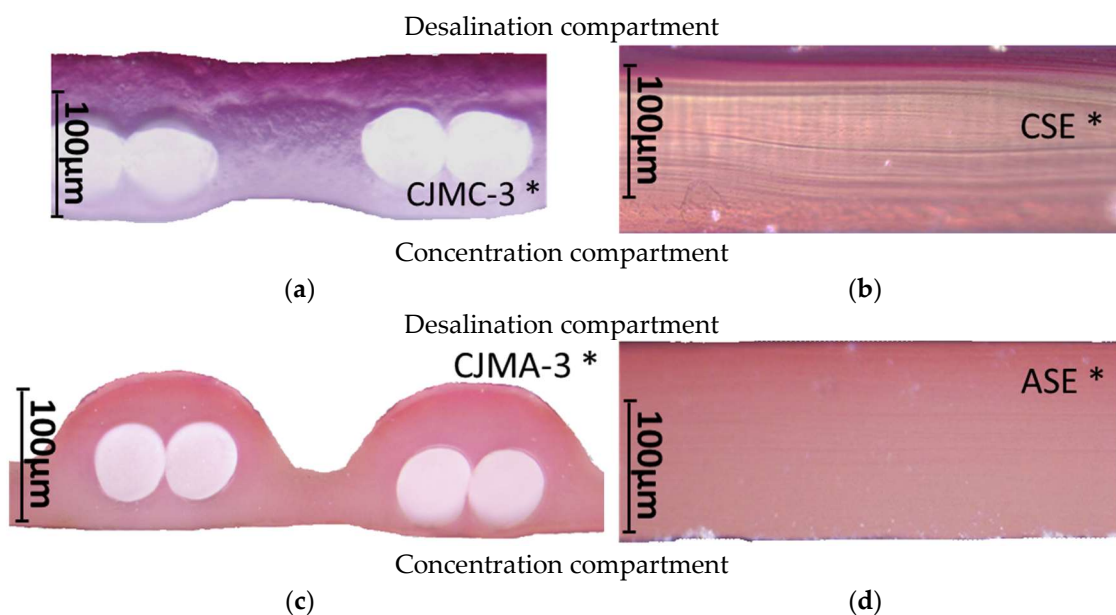 Desalination compartment
100µm
CJMC-3 *
100µm
CSE *
Concentration compartment
(a)
(b)
Desalination compartment
100µm
CJMA-3 *
100µm
ASE *
Concentration compartment
(c)
(d)